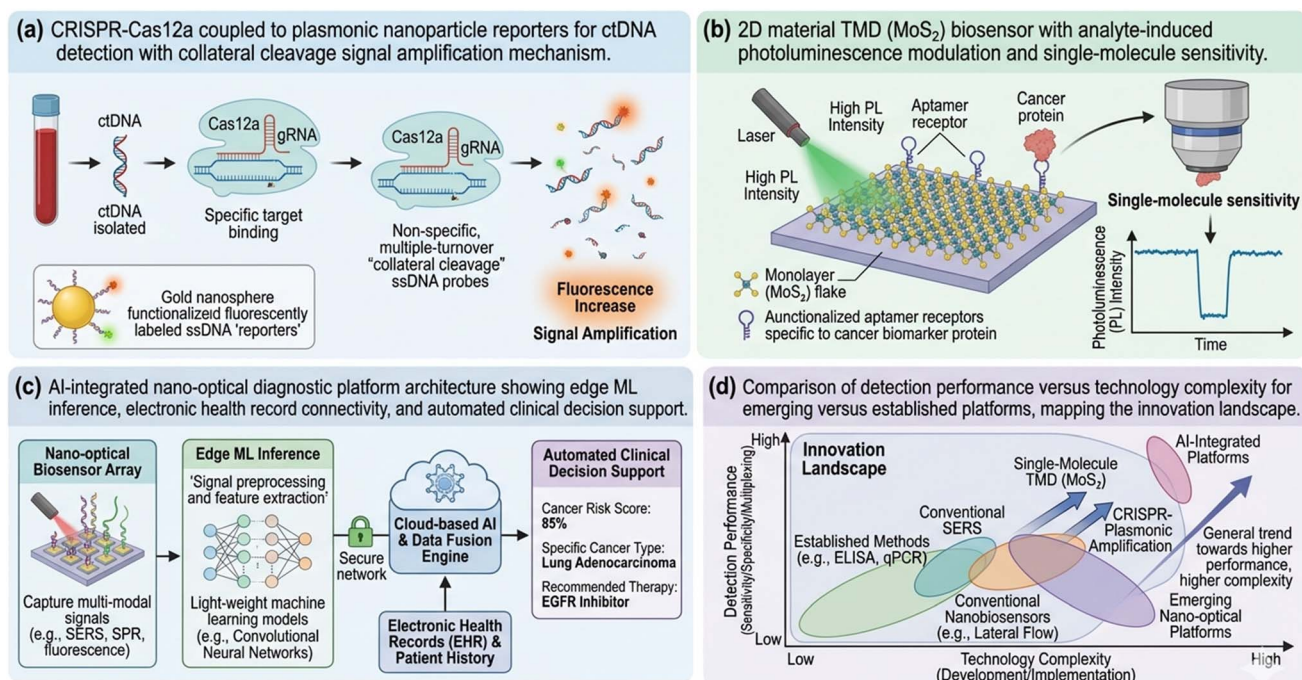 (a) CRISPR-Cas12a coupled to plasmonic nanoparticle reporters for ctDNA
detection with collateral cleavage signal amplification mechanism.
ctDNA
ctDNA
isolated
Cas12a
gRNA
Specific target
binding
Cas12a
gRNA
Non-specific,
multiple-turnover
“collateral cleavage”
ssDNA probes
Fluorescence
Increase
Signal Amplification
Gold nanosphere
functionalizeid fluorescently
labeled ssDNA 'reporters'
(b) 2D material TMD (MoS₂) biosensor with analyte-induced
photoluminescence modulation and single-molecule sensitivity.
Laser
High PL
Intensity
High PL
Intensity
Aptamer
receptor
Cancer
protein
Single-molecule sensitivity
Monolayer
(MoS₂) flake
Aunctionalized aptamer receptors
specific to cancer biomarker protein
Photoluminescence
(PL) Intensity
Time
(c) AI-integrated nano-optical diagnostic platform architecture showing edge ML
inference, electronic health record connectivity, and automated clinical decision support.
Nano-optical
Biosensor Array
Capture multi-modal
signals
(e.g., SERS, SPR,
fluorescence)
Edge ML Inference
'Signal preprocessing
and feature extraction'
Light-weight machine
learning models
(e.g., Convolutional
Neural Networks)
Secure
network
Cloud-based AI
& Data Fusion
Engine
Electronic Health
Records (EHR) &
Patient History
Automated Clinical
Decision Support
Cancer Risk Score:
85%
Specific Cancer Type:
Lung Adenocarcinoma
Recommended Therapy:
EGFR Inhibitor
(d) Comparison of detection performance versus technology complexity for
emerging versus established platforms, mapping the innovation landscape.
High
Innovation
Landscape
Detection Performance
(Sensitivity/Specificity/Multiplexing)
Low
Established Methods
(e.g., ELISA, qPCR)
Conventional
SERS
Single-Molecule
TMD (MoS₂)
AI-Integrated
Platforms
CRISPR-
Plasmonic
Amplification
General trend
towards higher
performance,
higher complexity
Conventional
Nanobiosensors
(e.g., Lateral Flow)
Emerging
Nano-optical
Platforms
Low
Technology Complexity
(Development/Implementation)
High